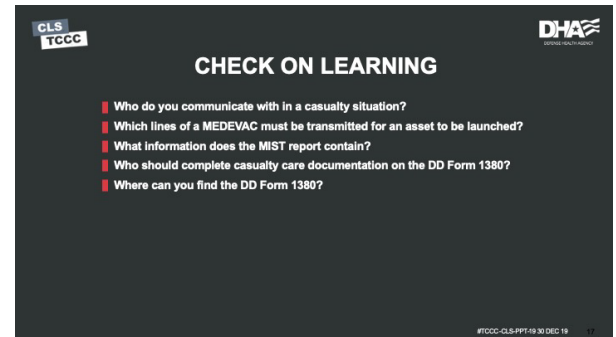 CLS
TCCC
DHA
DEFENSE HEALTH AGENCY
CHECK ON LEARNING
Who do you communicate with in a casualty situation?
Which lines of a MEDEVAC must be transmitted for an asset to be launched?
What information does the MIST report contain?
Who should complete casualty care documentation on the DD Form 1380?
Where can you find the DD Form 1380?
#TCCC-CLS-PPT-19 30 DEC 19 17